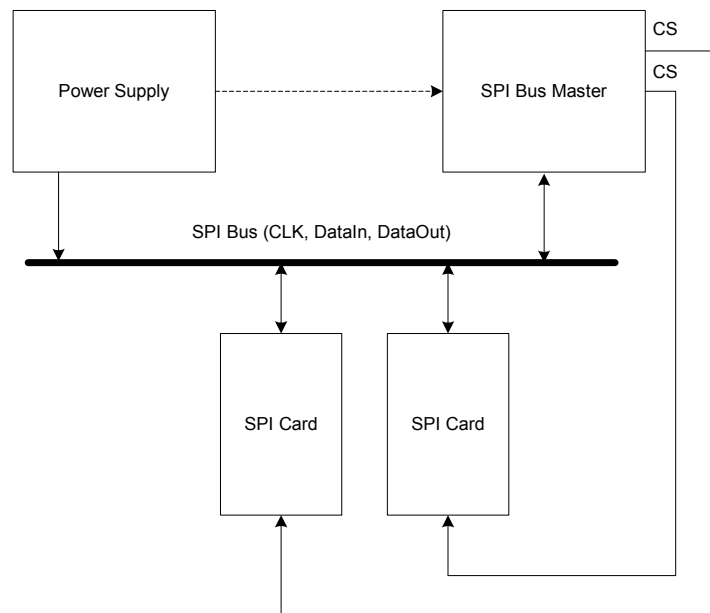 CS
CS
Power Supply
SPI Bus Master
SPI Bus (CLK, DataIn, DataOut)
SPI Card
SPI Card